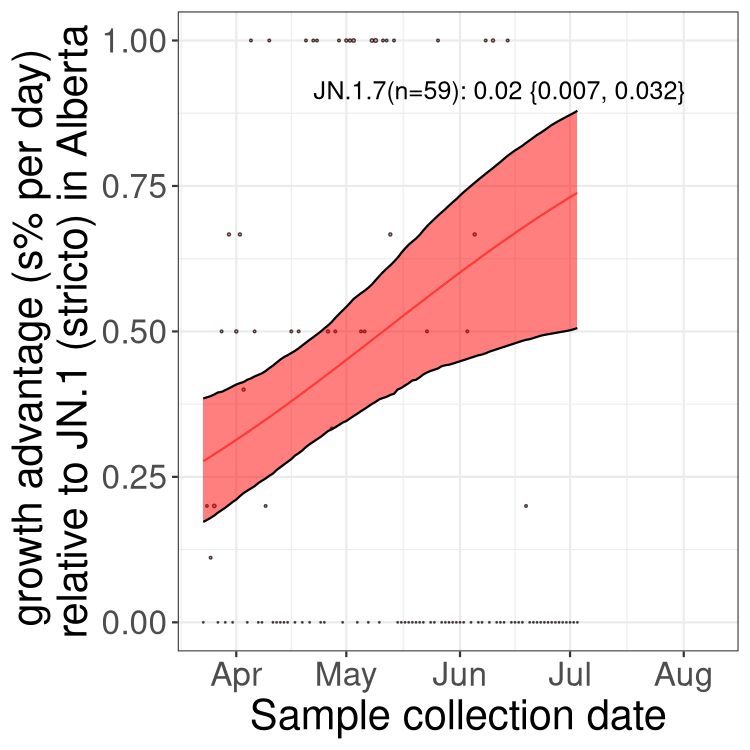 growth advantage (s% per day)
relative to JN.1 (stricto) in Alberta
1.00
0.75
0.50
0.25
0.00
JN.1.7(n=59): 0.02 {0.007, 0.032}
Apr May Jun Jul Aug
Sample collection date